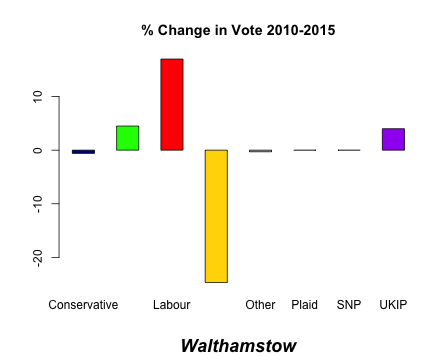 % Change in Vote 2010-2015
10
0
-10
-20
Conservative Labour Other Plaid SNP UKIP
Walthamstow